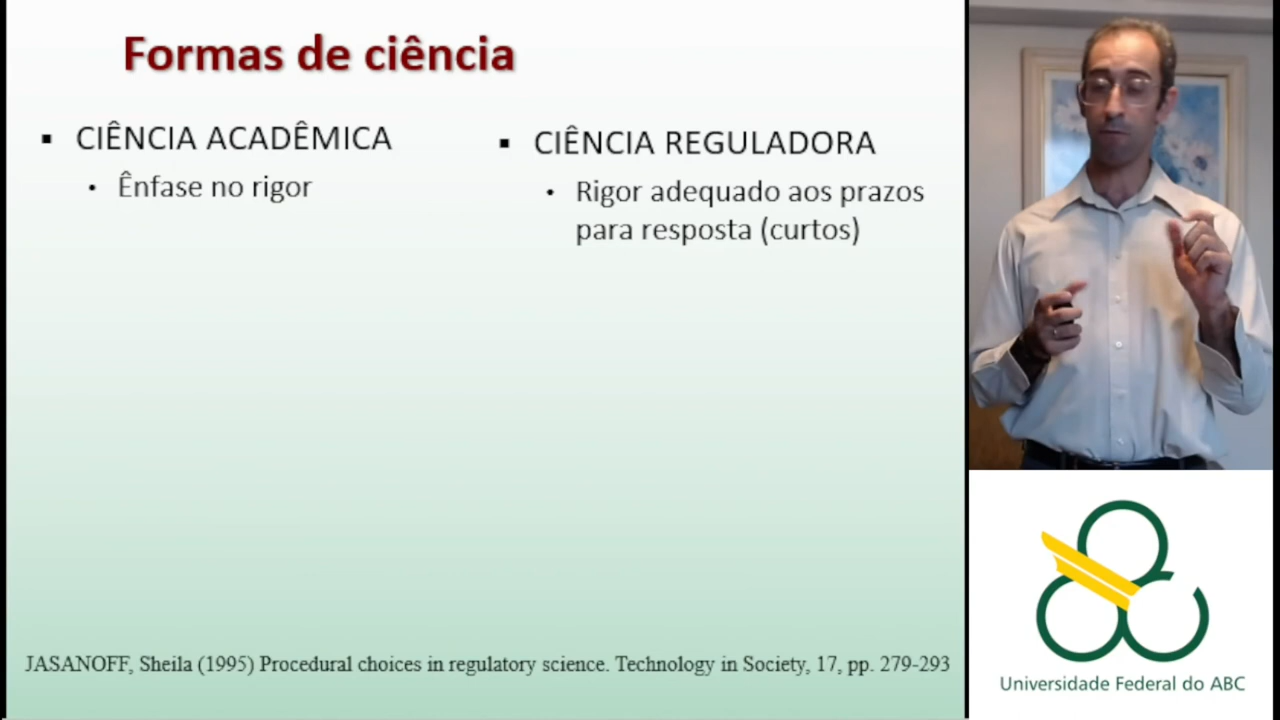 Formas de ciência
▪ CIÊNCIA ACADÊMICA
• Ênfase no rigor
▪ CIÊNCIA REGULADORA
• Rigor adequado aos prazos
para resposta (curtos)
JASANOFF, Sheila (1995) Procedural choices in regulatory science. Technology in Society, 17, pp. 279-293
Universidade Federal do ABC